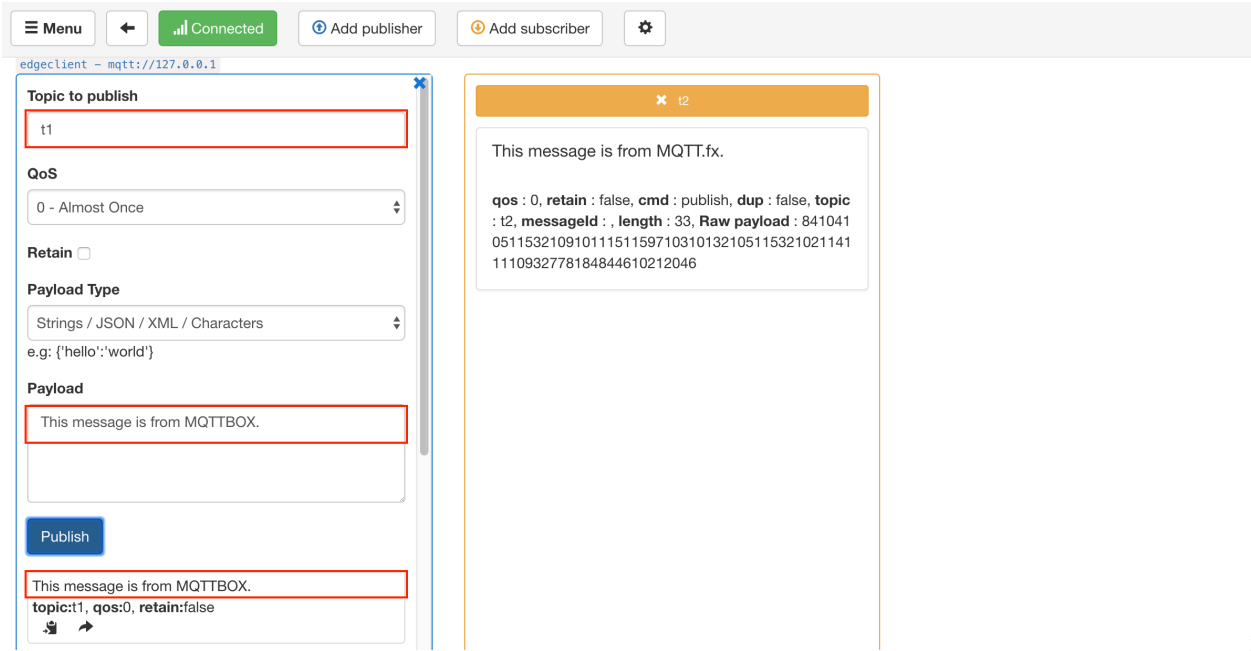 Menu
Connected
Add publisher
Add subscriber
edgeclient - mqtt://127.0.0.1
Topic to publish
t1
QoS
0 - Almost Once
Retain
Payload Type
Strings / JSON / XML / Characters
e.g: {'hello':'world'}
Payload
This message is from MQTTBOX.
Publish
This message is from MQTTBOX.
topic:t1, qos:0, retain:false
t2
This message is from MQTT.fx.
qos : 0, retain : false, cmd : publish, dup : false, topic
: t2, messageId : , length : 33, Raw payload : 841041
051153210910111511597103101321051153210211411
1110932778184844610212046